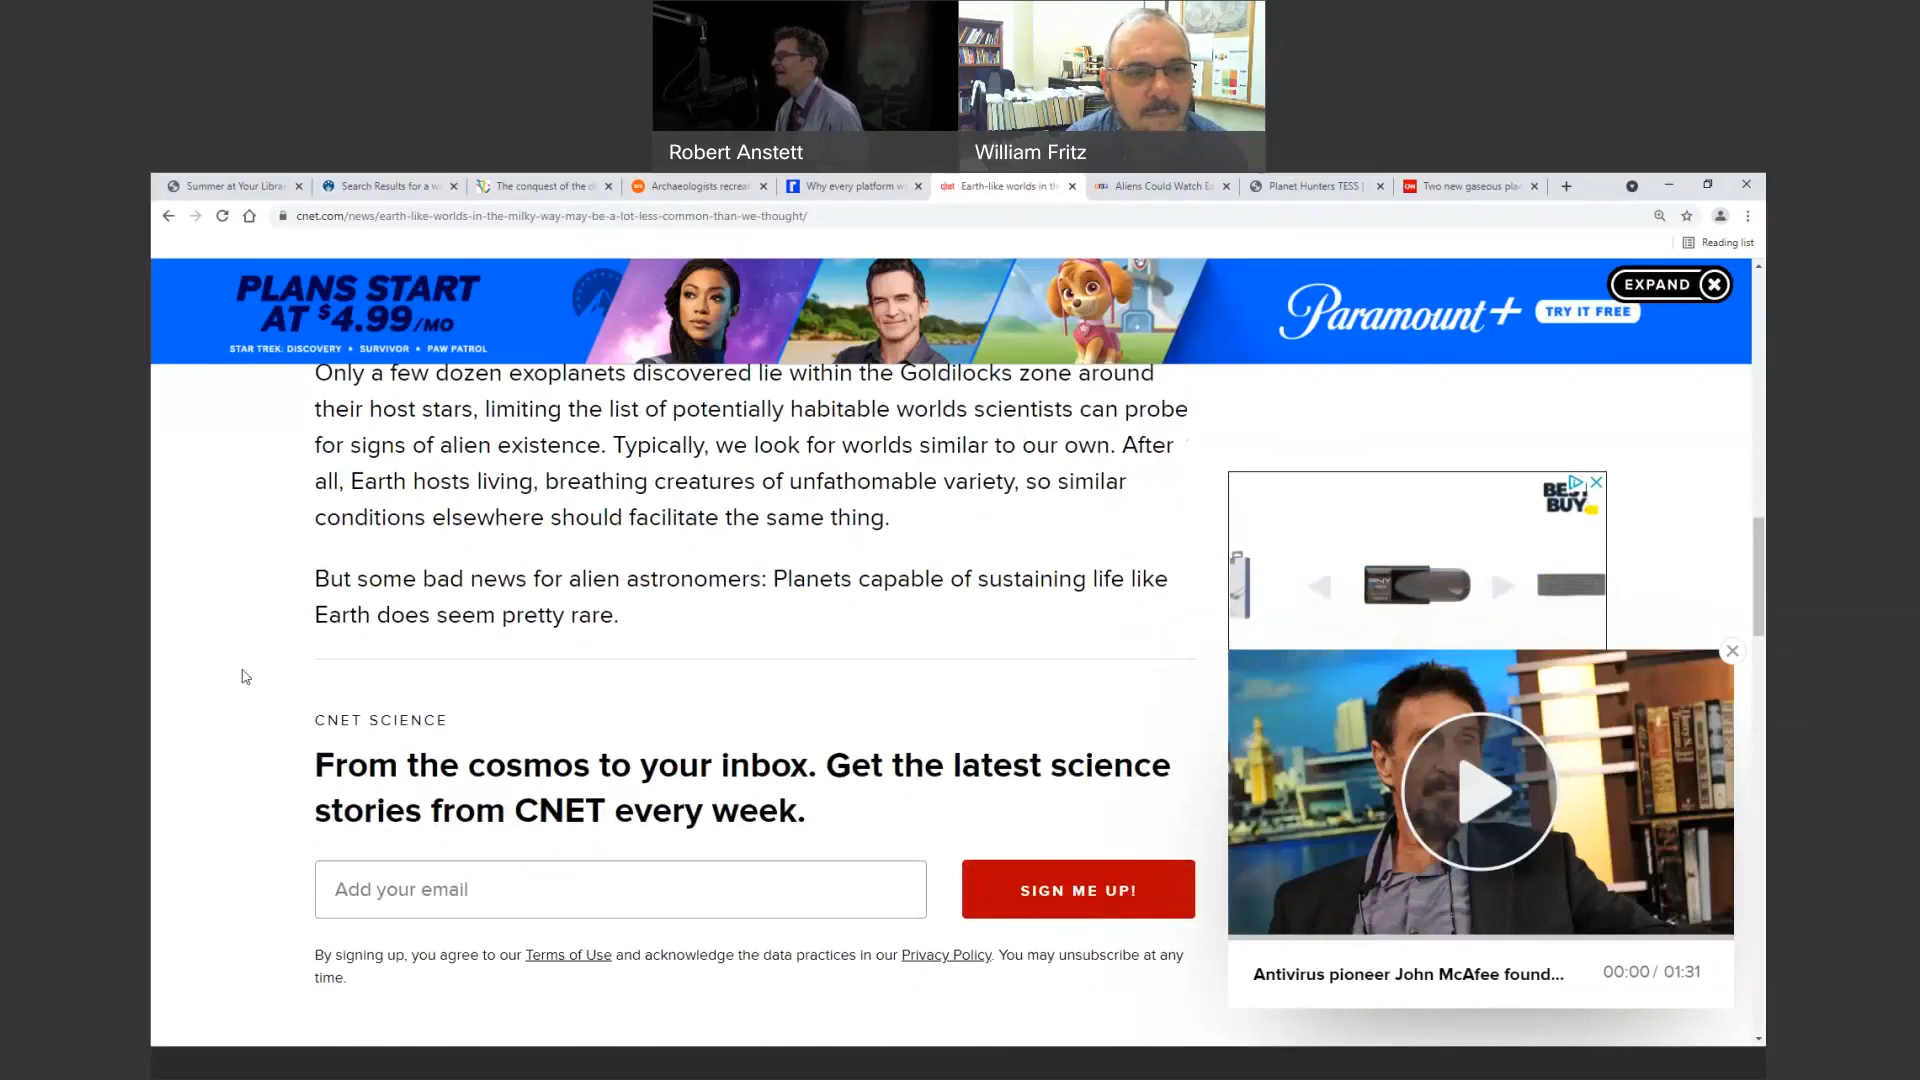 Robert Anstett
William Fritz
Summer at Your Libra
Search Results for a w
The conquest of the d
Archaeologists recrea
Why every platform w
cnet
Earth-like worlds in th
Aliens Could Watch E
Planet Hunters TESS |
CNN
Two new gaseous pla
cnet.com/news/earth-like-worlds-in-the-milky-way-may-be-a-lot-less-common-than-we-thought/
Reading list
PLANS START
AT $4.99/MO
STAR TREK: DISCOVERY • SURVIVOR • PAW PATROL
Paramount+
TRY IT FREE
EXPAND
Only a few dozen exoplanets discovered lie within the Goldilocks zone around
their host stars, limiting the list of potentially habitable worlds scientists can probe
for signs of alien existence. Typically, we look for worlds similar to our own. After
all, Earth hosts living, breathing creatures of unfathomable variety, so similar
conditions elsewhere should facilitate the same thing.
But some bad news for alien astronomers: Planets capable of sustaining life like
Earth does seem pretty rare.
BEST
BUY
PNY
CNET SCIENCE
From the cosmos to your inbox. Get the latest science
stories from CNET every week.
Add your email
SIGN ME UP!
By signing up, you agree to our Terms of Use and acknowledge the data practices in our Privacy Policy. You may unsubscribe at any
time.
Antivirus pioneer John McAfee found...
00:00 / 01:31